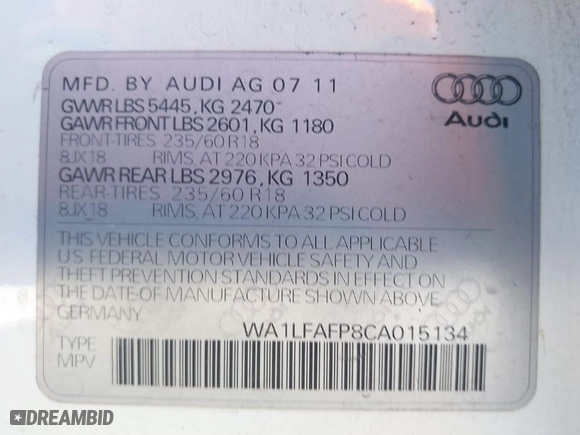 MFD. BY AUDI AG 07 11
GVWR LBS 5445, KG 2470
GAWR FRONT LBS 2601, KG 1180
FRONT-TIRES 235/60 R18
8JX18 RIMS, AT 220 KPA 32 PSI COLD
GAWR REAR LBS 2976, KG 1350
REAR-TIRES 235/60 R18
8JX18 RIMS, AT 220 KPA 32 PSI COLD
Audi
THIS VEHICLE CONFORMS TO ALL APPLICABLE
US FEDERAL MOTOR VEHICLE SAFETY AND
THEFT PREVENTION STANDARDS IN EFFECT ON
THE DATE OF MANUFACTURE SHOWN ABOVE.
GERMANY
WA1LFAFP8CA015134
TYPE
MPV
DREAMBID